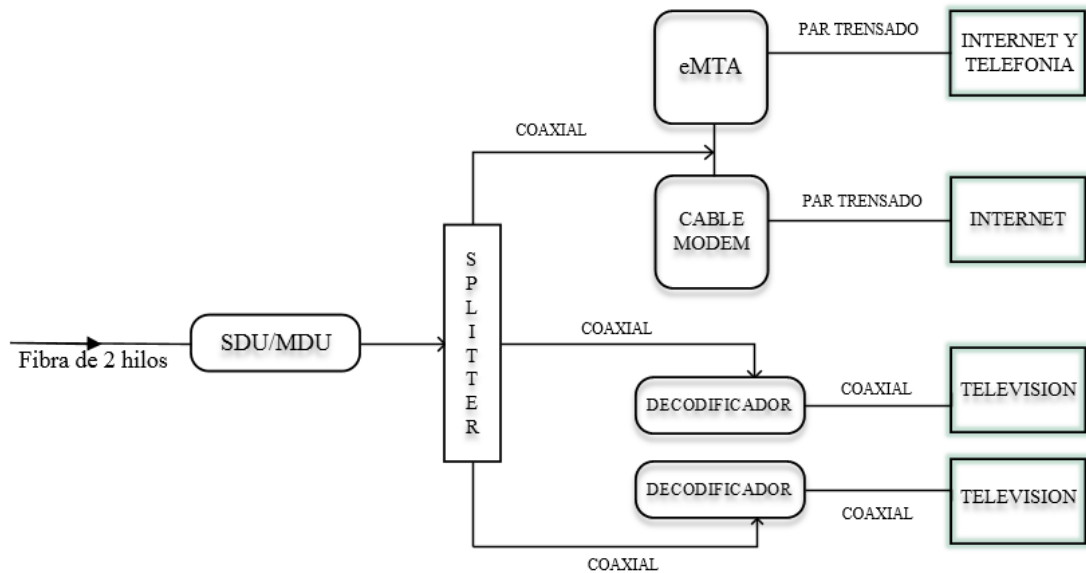 PAR TRENSADO
INTERNET Y
TELEFONIA
eMTA
COAXIAL
PAR TRENSADO
CABLE
MODEM
INTERNET
SPLITTER
SDU/MDU
Fibra de 2 hilos
COAXIAL
DECODIFICADOR
COAXIAL
TELEVISION
DECODIFICADOR
COAXIAL
TELEVISION
COAXIAL